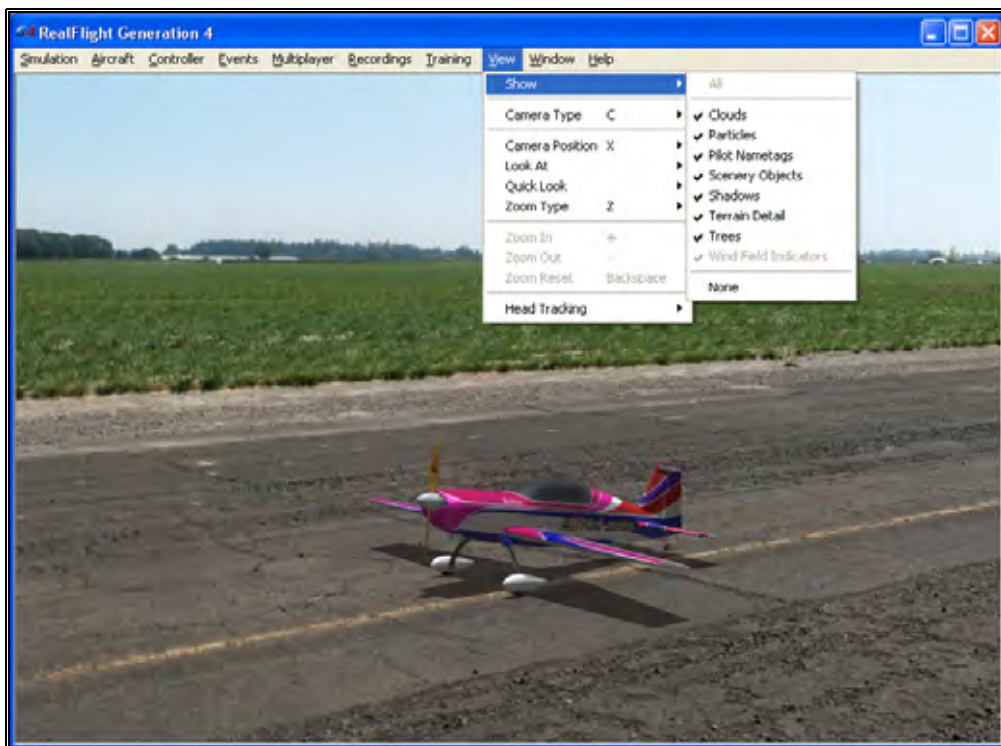 RealFlight Generation 4
Simulation Aircraft Controller Events Multiplayer Recordings Training View Window Help
Show
Camera Type C
Camera Position X
Look At
Quick Look
Zoom Type Z
Zoom In +
Zoom Out -
Zoom Reset Backspace
Head Tracking
All
Clouds
Particles
Pilot Nametags
Scenery Objects
Shadows
Terrain Detail
Trees
Wind Field Indicators
None